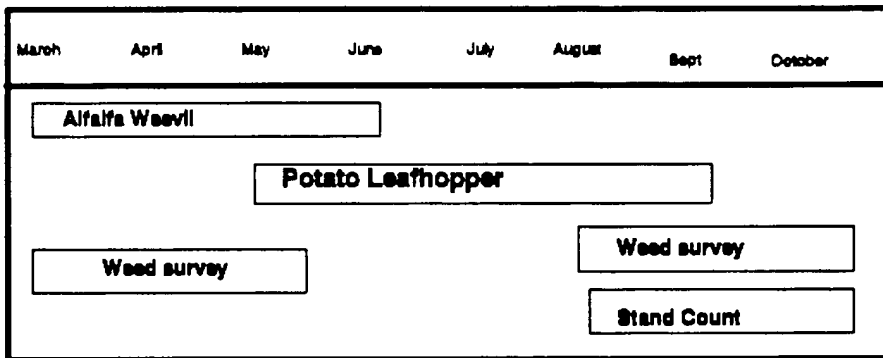 March April May June July August Sept October
Alfalfa Weevil
Potato Leafhopper
Weed survey
Weed survey
Stand Count